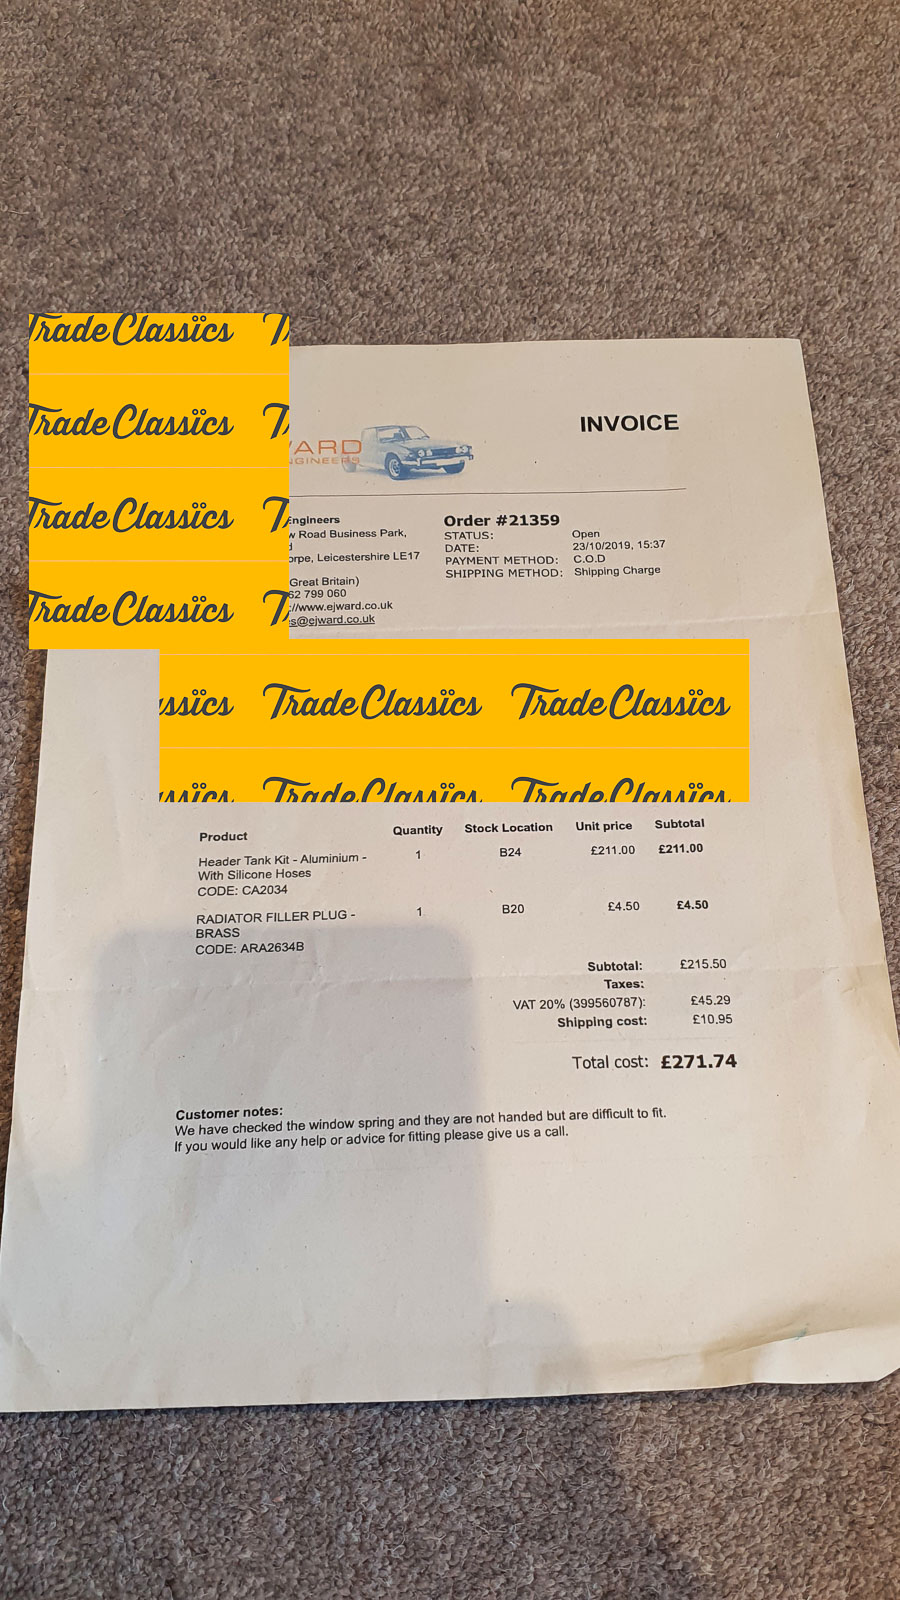 Trade Classics
Trade Classics
Trade Classics
Trade Classics
INVOICE
ARD
Engineers
Road Business Park,
Leicestershire LE17
Great Britain)
62 799 060
://www.ejward.co.uk
s@ejward.co.uk
Order #21359
STATUS: Open
DATE: 23/10/2019, 15:37
PAYMENT METHOD: C.O.D
SHIPPING METHOD: Shipping Charge
Trade Classics Trade Classics
Trade Classics Trade Classics
Product Quantity Stock Location Unit price Subtotal
Header Tank Kit - Aluminium - 1 B24 £211.00 £211.00
With Silicone Hoses
CODE: CA2034
RADIATOR FILLER PLUG - 1 B20 £4.50 £4.50
BRASS
CODE: ARA2634B
Subtotal: £215.50
Taxes:
VAT 20% (399560787): £45.29
Shipping cost: £10.95
Total cost: £271.74
Customer notes:
We have checked the window spring and they are not handed but are difficult to fit.
If you would like any help or advice for fitting please give us a call.